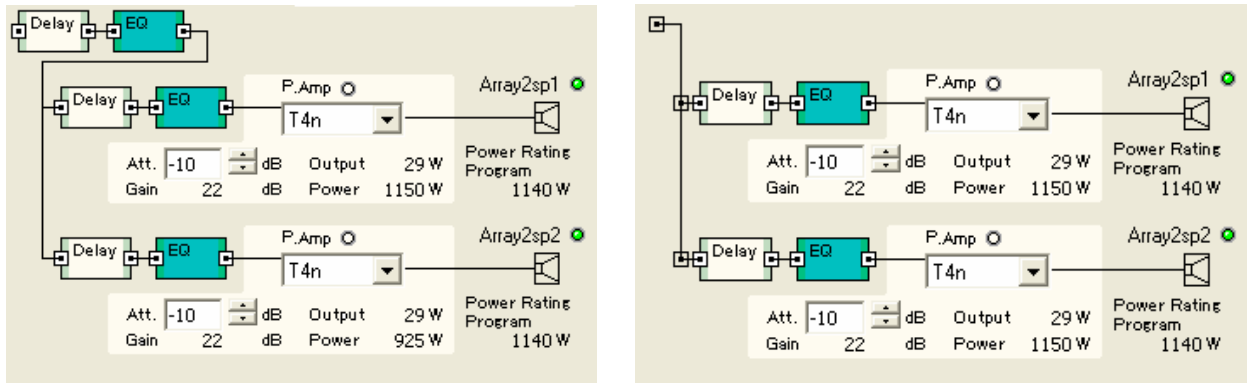 Delay EQ
P.Amp Array2sp1
Delay EQ
T4n
Power Rating
Att. -10 dB Output 29 W Program
Gain 22 dB Power 1150 W 1140 W
P.Amp Array2sp2
Delay EQ
T4n
Power Rating
Att. -10 dB Output 29 W Program
Gain 22 dB Power 925 W 1140 W
P.Amp Array2sp1
Delay EQ
T4n
Power Rating
Att. -10 dB Output 29 W Program
Gain 22 dB Power 1150 W 1140 W
P.Amp Array2sp2
Delay EQ
T4n
Power Rating
Att. -10 dB Output 29 W Program
Gain 22 dB Power 1150 W 1140 W